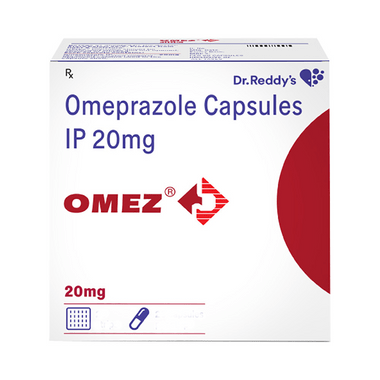 ℞
Dr.Reddy's
Omeprazole Capsules
IP 20mg
OMEZ®
20mg